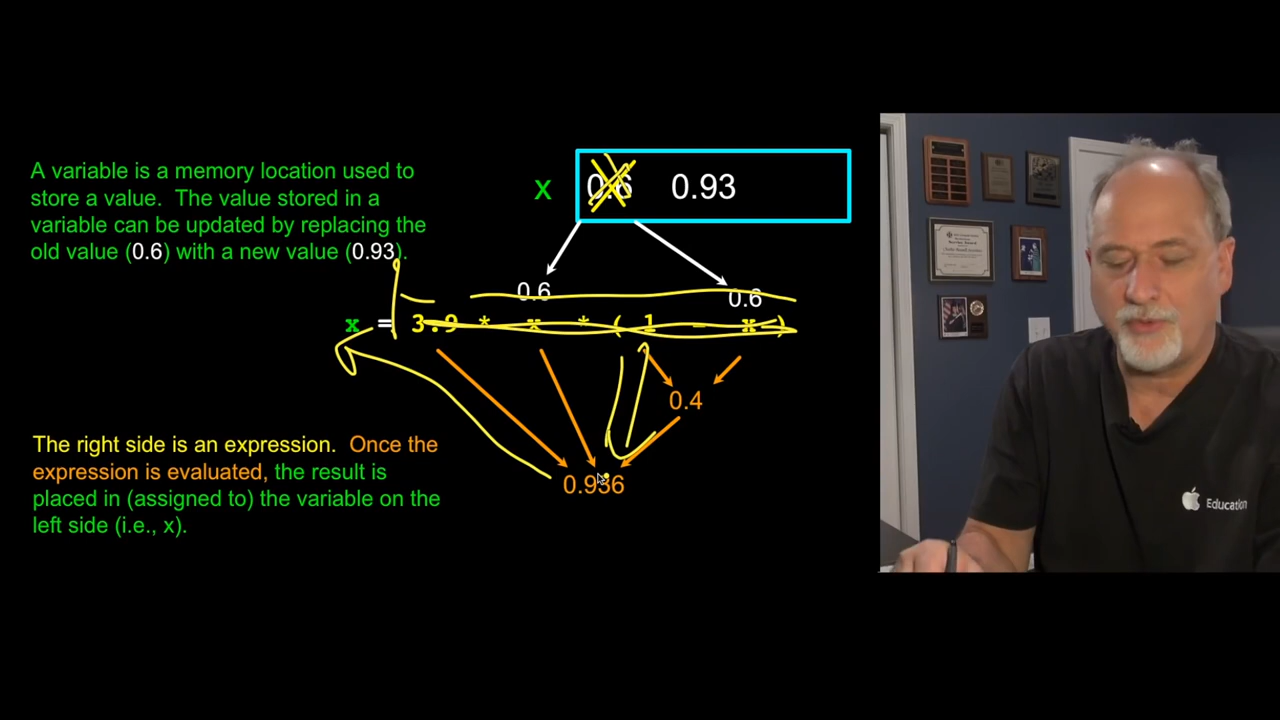 A variable is a memory location used to
store a value. The value stored in a
variable can be updated by replacing the
old value (0.6) with a new value (0.93).
x 0.6 0.93
0.6 0.6
x = 3.9 * x * ( 1 - x )
0.4
0.936
The right side is an expression. Once the
expression is evaluated, the result is
placed in (assigned to) the variable on the
left side (i.e., x).
Education